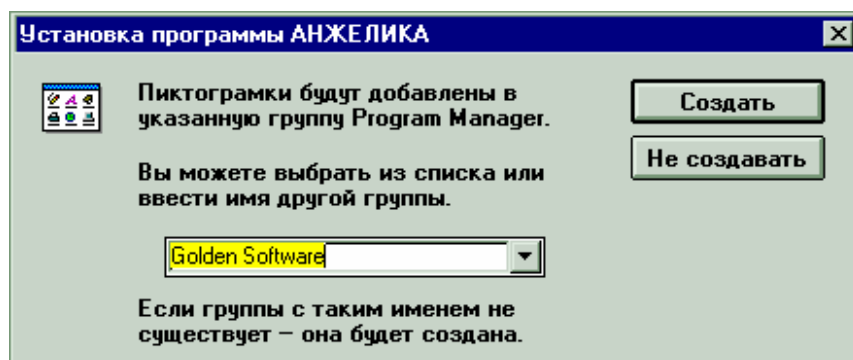 Установка программы АНЖЕЛИКА
Пиктограмки будут добавлены в
указанную группу Program Manager.
Создать
Не создавать
Вы можете выбрать из списка или
ввести имя другой группы.
Golden Software
Если группы с таким именем не
существует – она будет создана.